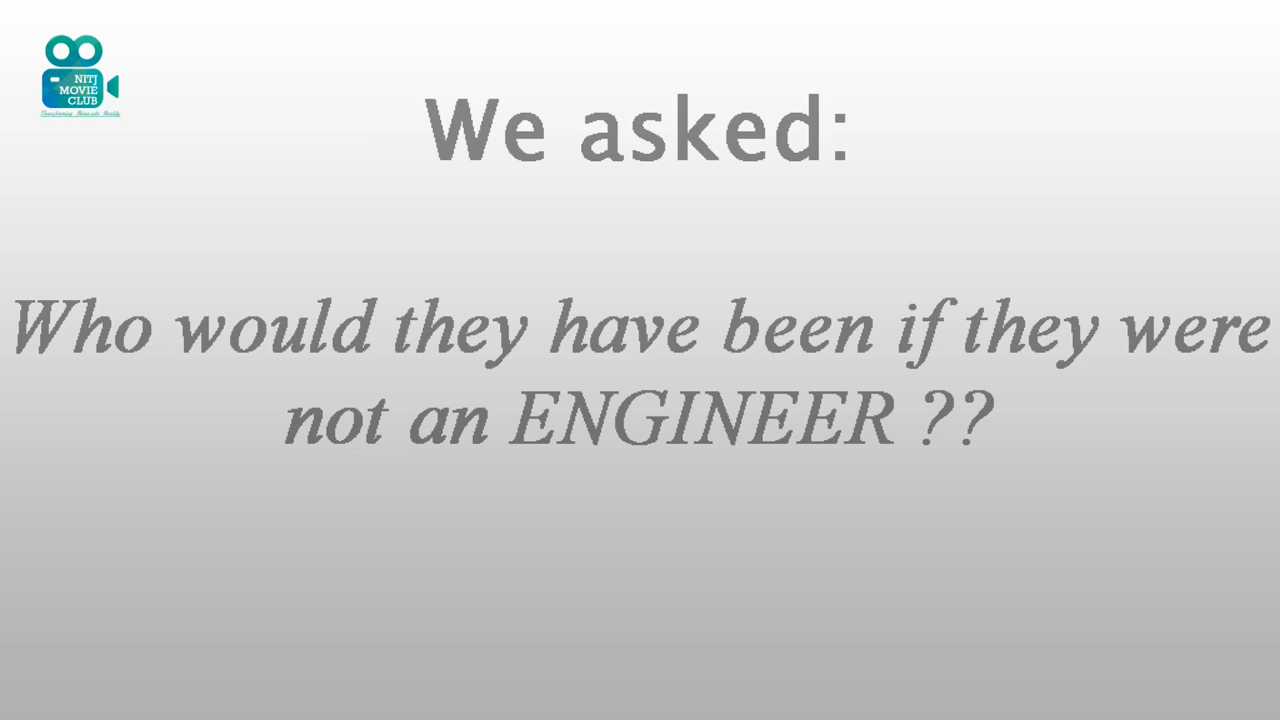 NITJ
MOVIE
CLUB
We asked:
Who would they have been if they were
not an ENGINEER ??